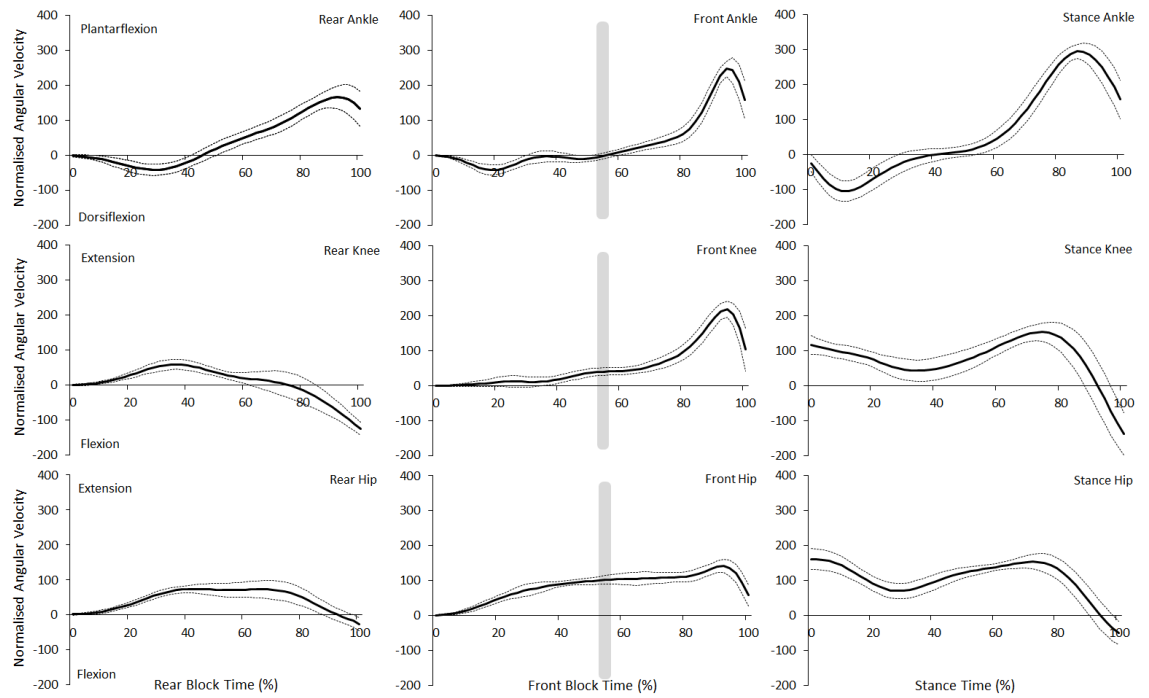 Normalised Angular Velocity
400
300
200
100
0
-100
-200
Plantarflexion
Rear Ankle
Dorsiflexion
0 20 40 60 80 100
400
300
200
100
0
-100
-200
Front Ankle
0 20 40 60 80 100
400
300
200
100
0
-100
-200
Stance Ankle
0 20 40 60 80 100
Normalised Angular Velocity
400
300
200
100
0
-100
-200
Extension
Rear Knee
Flexion
0 20 40 60 80 100
400
300
200
100
0
-100
-200
Front Knee
0 20 40 60 80 100
400
300
200
100
0
-100
-200
Stance Knee
0 20 40 60 80 100
Normalised Angular Velocity
400
300
200
100
0
-100
-200
Extension
Rear Hip
Flexion
0 20 40 60 80 100
Rear Block Time (%)
400
300
200
100
0
-100
-200
Front Hip
0 20 40 60 80 100
Front Block Time (%)
400
300
200
100
0
-100
-200
Stance Hip
0 20 40 60 80 100
Stance Time (%)